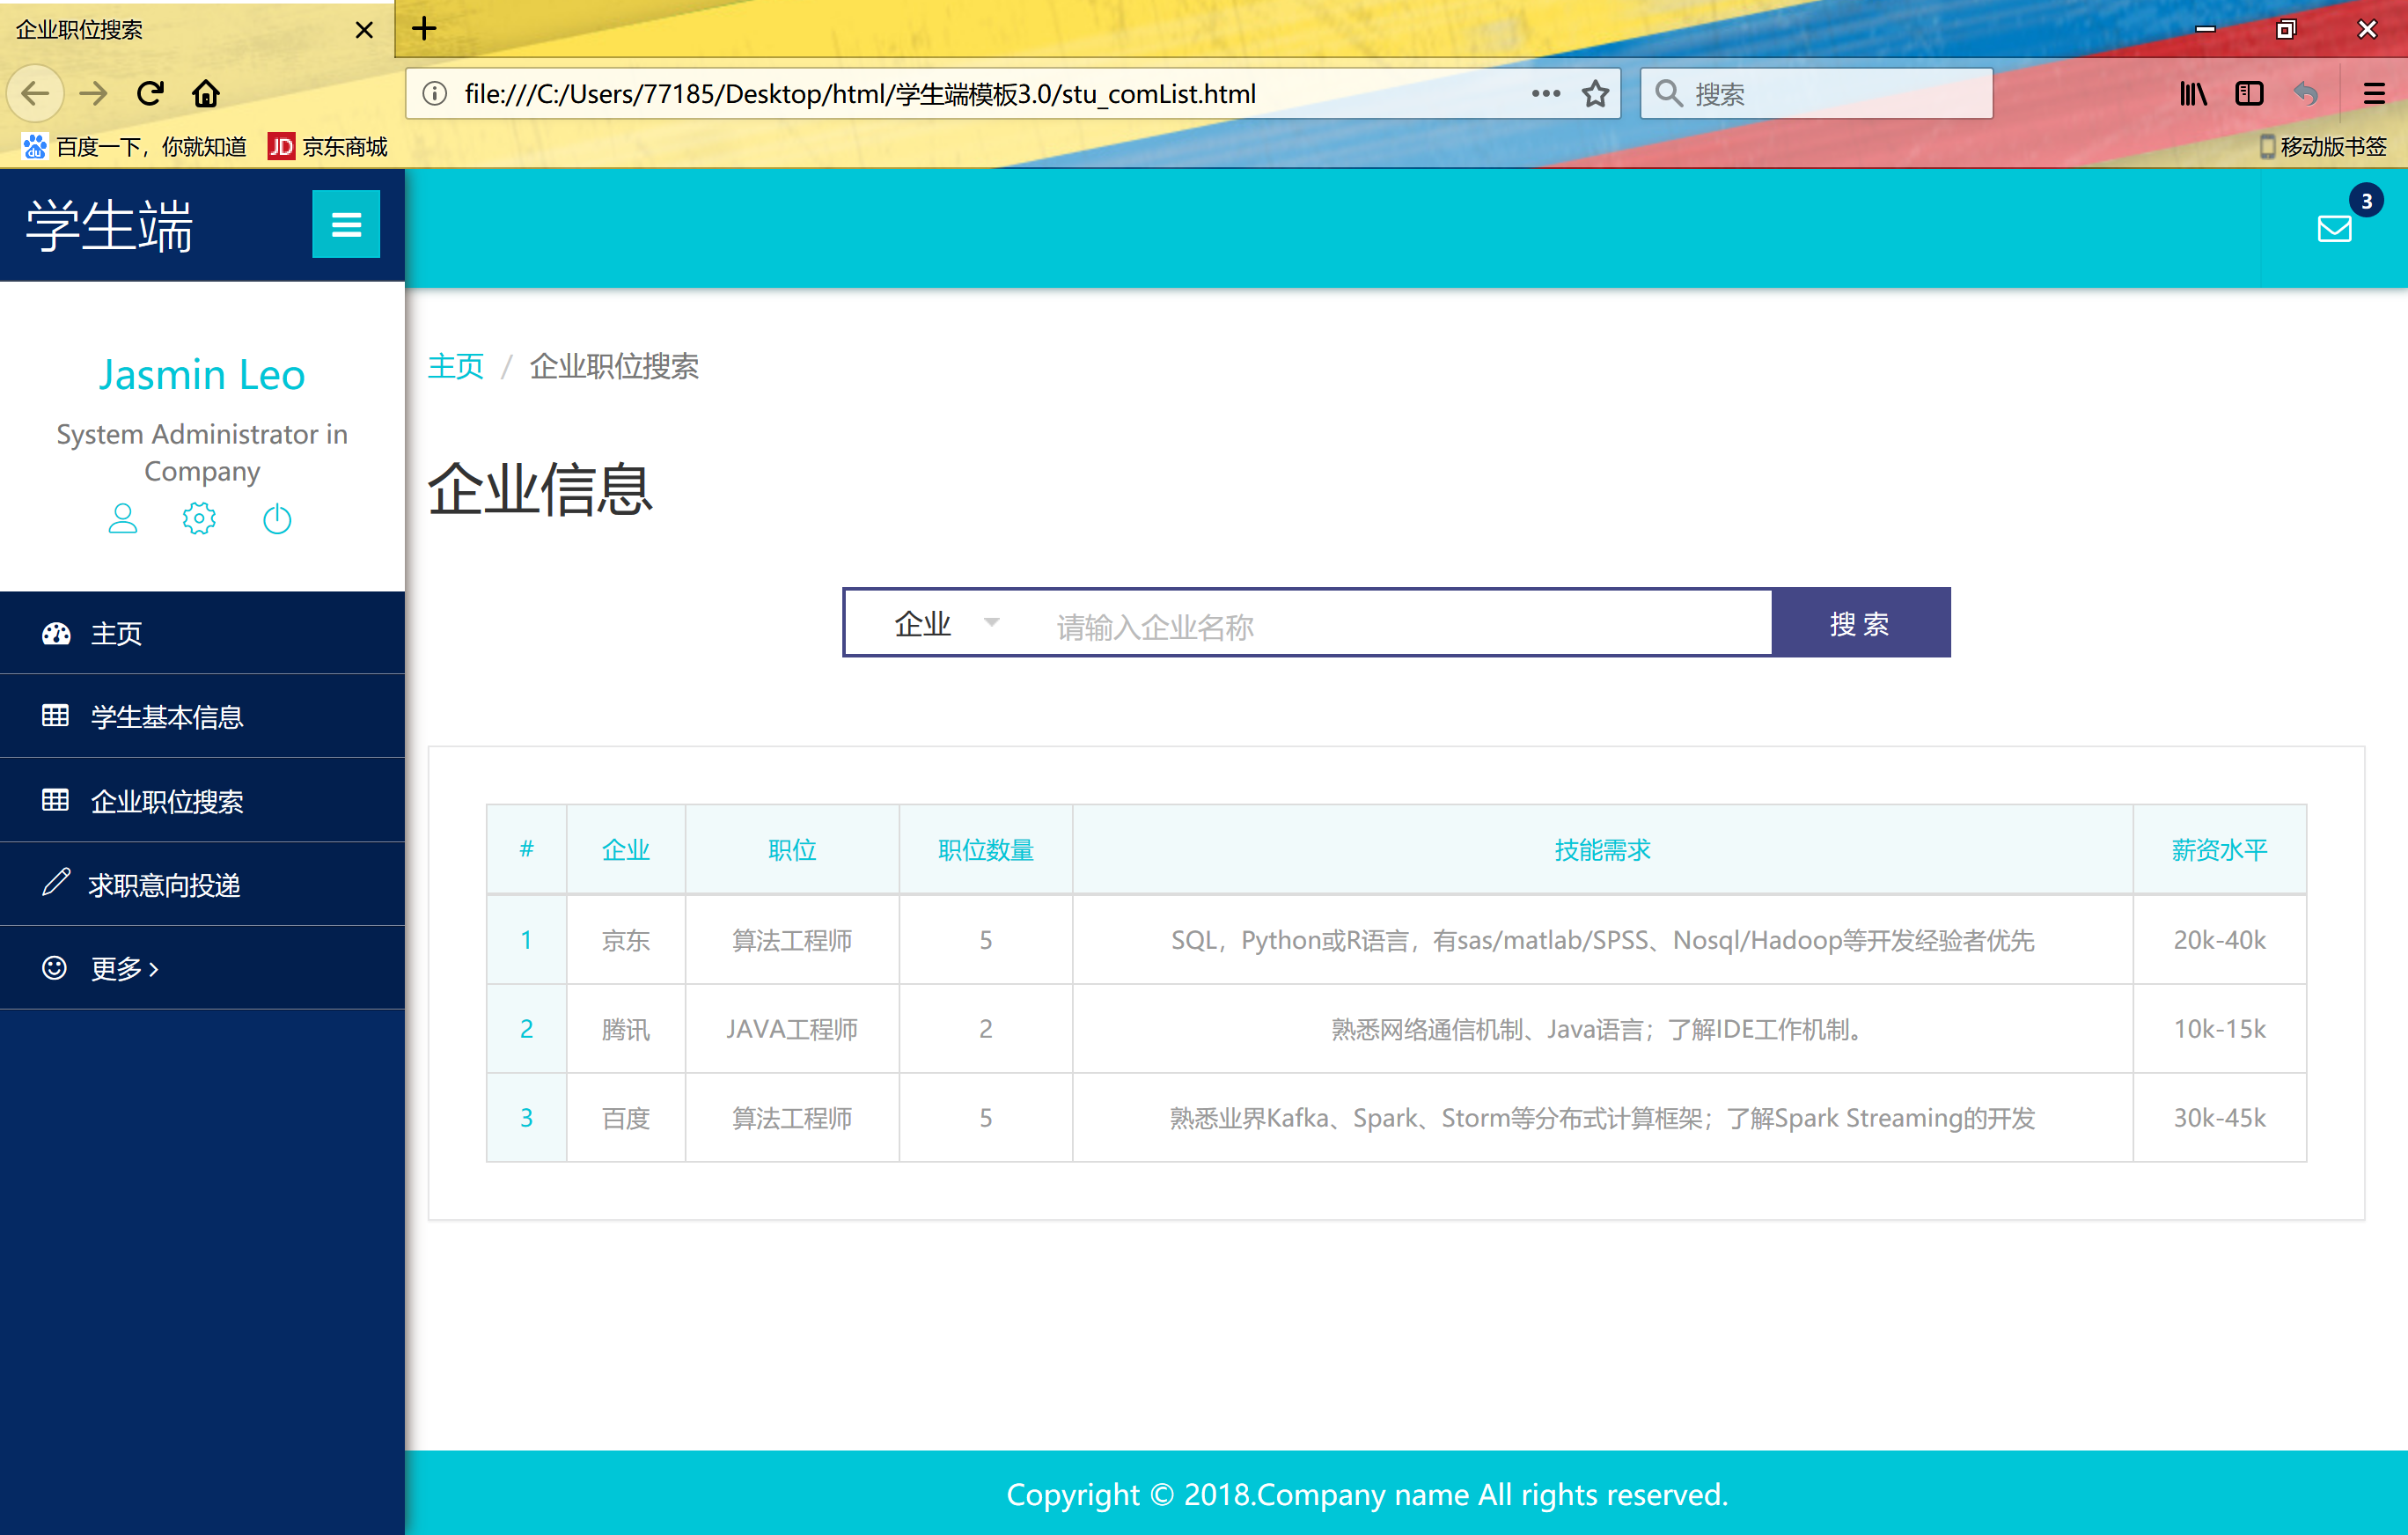 企业职位搜索
file:///C:/Users/77185/Desktop/html/学生端模板3.0/stu_comList.html
搜索
百度一下，你就知道
JD 京东商城
移动版书签
学生端
3
Jasmin Leo
System Administrator in
Company
主页
学生基本信息
企业职位搜索
求职意向投递
更多 >
主页 / 企业职位搜索
企业信息
企业 请输入企业名称 搜 索
# 企业 职位 职位数量 技能需求 薪资水平
1 京东 算法工程师 5 SQL，Python或R语言，有sas/matlab/SPSS、Nosql/Hadoop等开发经验者优先 20k-40k
2 腾讯 JAVA工程师 2 熟悉网络通信机制、Java语言；了解IDE工作机制。 10k-15k
3 百度 算法工程师 5 熟悉业界Kafka、Spark、Storm等分布式计算框架；了解Spark Streaming的开发 30k-45k
Copyright © 2018.Company name All rights reserved.